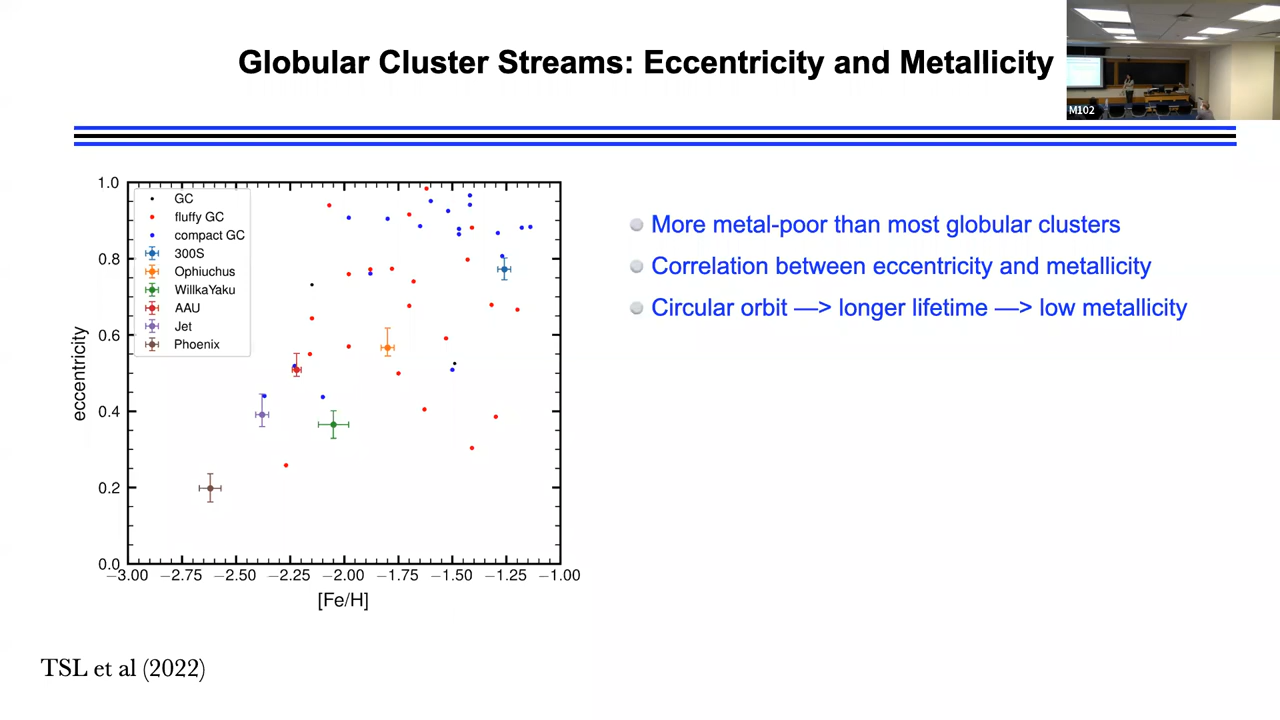 Globular Cluster Streams: Eccentricity and Metallicity
M102
1.0
0.8
0.6
0.4
0.2
0.0
eccentricity
GC
fluffy GC
compact GC
300S
Ophiuchus
WillkaYaku
AAU
Jet
Phoenix
−3.00 −2.75 −2.50 −2.25 −2.00 −1.75 −1.50 −1.25 −1.00
[Fe/H]
More metal-poor than most globular clusters
Correlation between eccentricity and metallicity
Circular orbit —> longer lifetime —> low metallicity
TSL et al (2022)